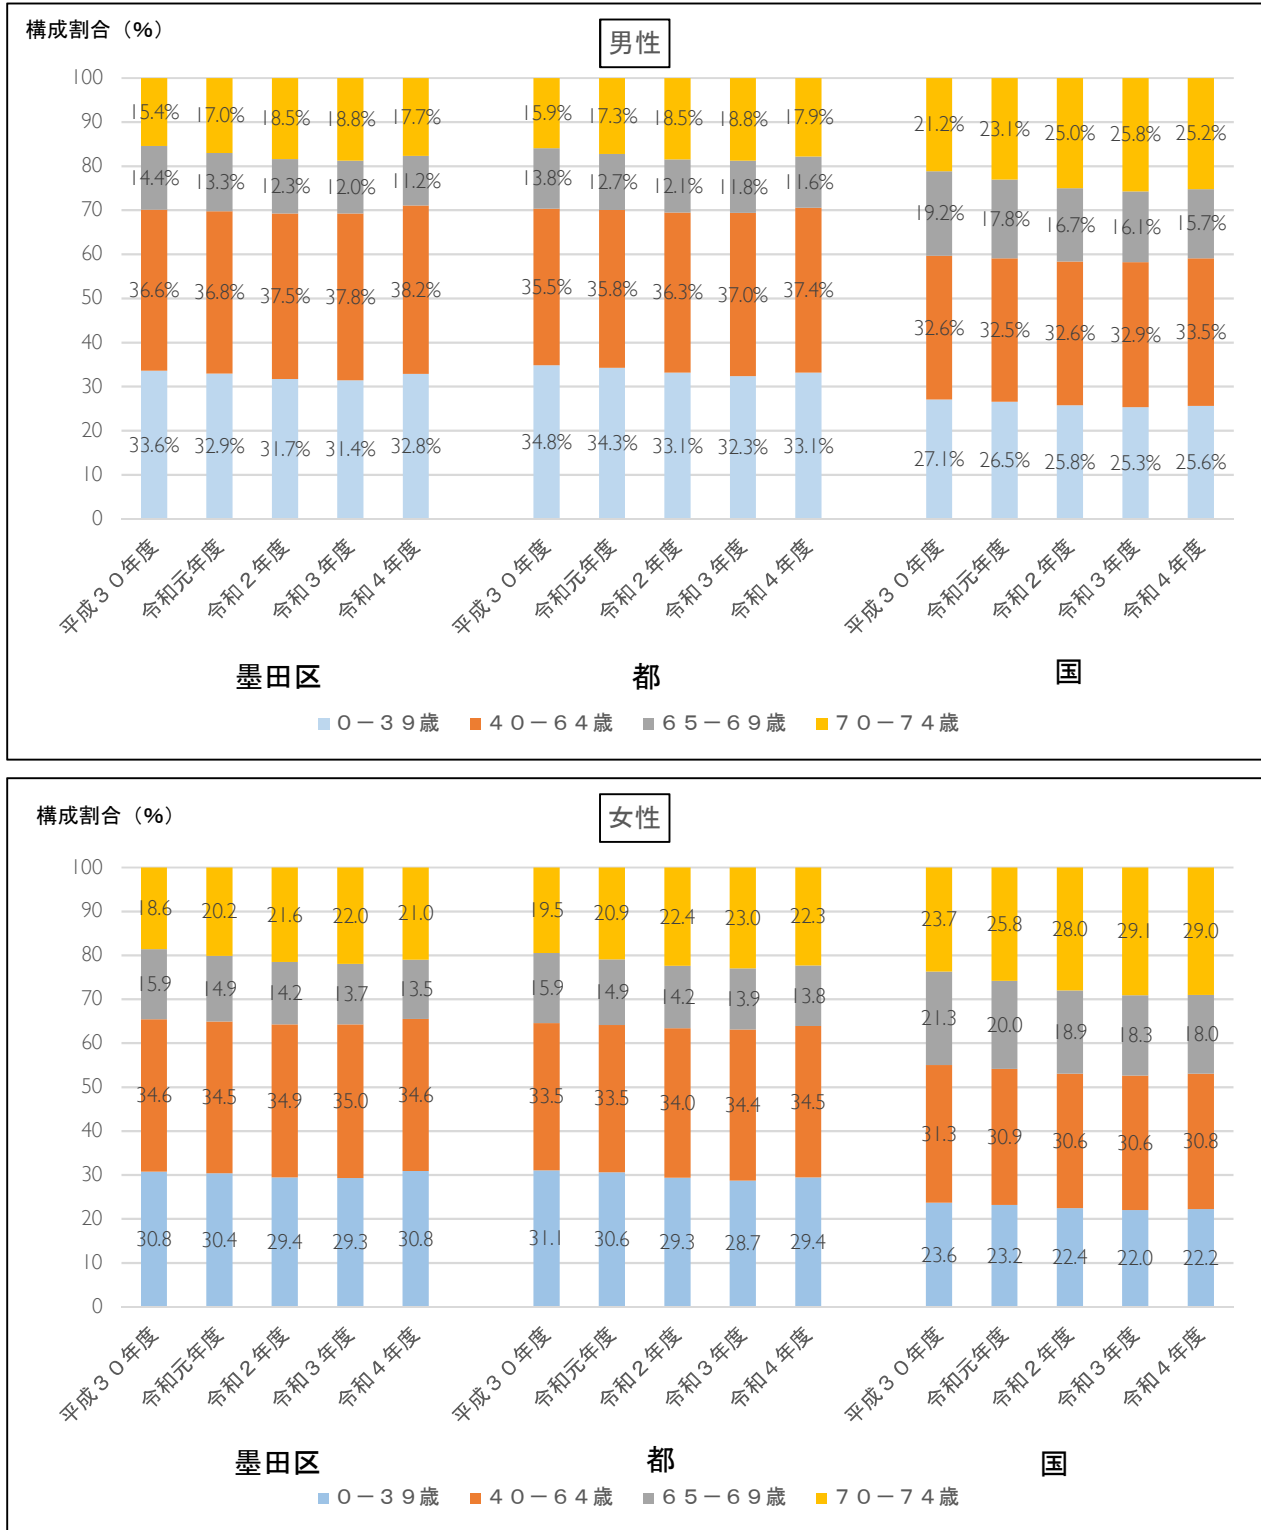 構成割合（%）
男性
100
90
80
70
60
50
40
30
20
10
0
15.4% 17.0% 18.5% 18.8% 17.7% 15.9% 17.3% 18.5% 18.8% 17.9% 21.2% 23.1% 25.0% 25.8% 25.2%
14.4% 13.3% 12.3% 12.0% 11.2% 13.8% 12.7% 12.1% 11.8% 11.6% 19.2% 17.8% 16.7% 16.1% 15.7%
36.6% 36.8% 37.5% 37.8% 38.2% 35.5% 35.8% 36.3% 37.0% 37.4% 32.6% 32.5% 32.6% 32.9% 33.5%
33.6% 32.9% 31.7% 31.4% 32.8% 34.8% 34.3% 33.1% 32.3% 33.1% 27.1% 26.5% 25.8% 25.3% 25.6%
平成３０年度 令和元年度 令和２年度 令和３年度 令和４年度 平成３０年度 令和元年度 令和２年度 令和３年度 令和４年度 平成３０年度 令和元年度 令和２年度 令和３年度 令和４年度
墨田区 都 国
０－３９歳 ４０－６４歳 ６５－６９歳 ７０－７４歳
構成割合（%）
女性
100
90
80
70
60
50
40
30
20
10
0
18.6 20.2 21.6 22.0 21.0 19.5 20.9 22.4 23.0 22.3 23.7 25.8 28.0 29.1 29.0
15.9 14.9 14.2 13.7 13.5 15.9 14.9 14.2 13.9 13.8 21.3 20.0 18.9 18.3 18.0
34.6 34.5 34.9 35.0 34.6 33.5 33.5 34.0 34.4 34.5 31.3 30.9 30.6 30.6 30.8
30.8 30.4 29.4 29.3 30.8 31.1 30.6 29.3 28.7 29.4 23.6 23.2 22.4 22.0 22.2
平成３０年度 令和元年度 令和２年度 令和３年度 令和４年度 平成３０年度 令和元年度 令和２年度 令和３年度 令和４年度 平成３０年度 令和元年度 令和２年度 令和３年度 令和４年度
墨田区 都 国
０－３９歳 ４０－６４歳 ６５－６９歳 ７０－７４歳